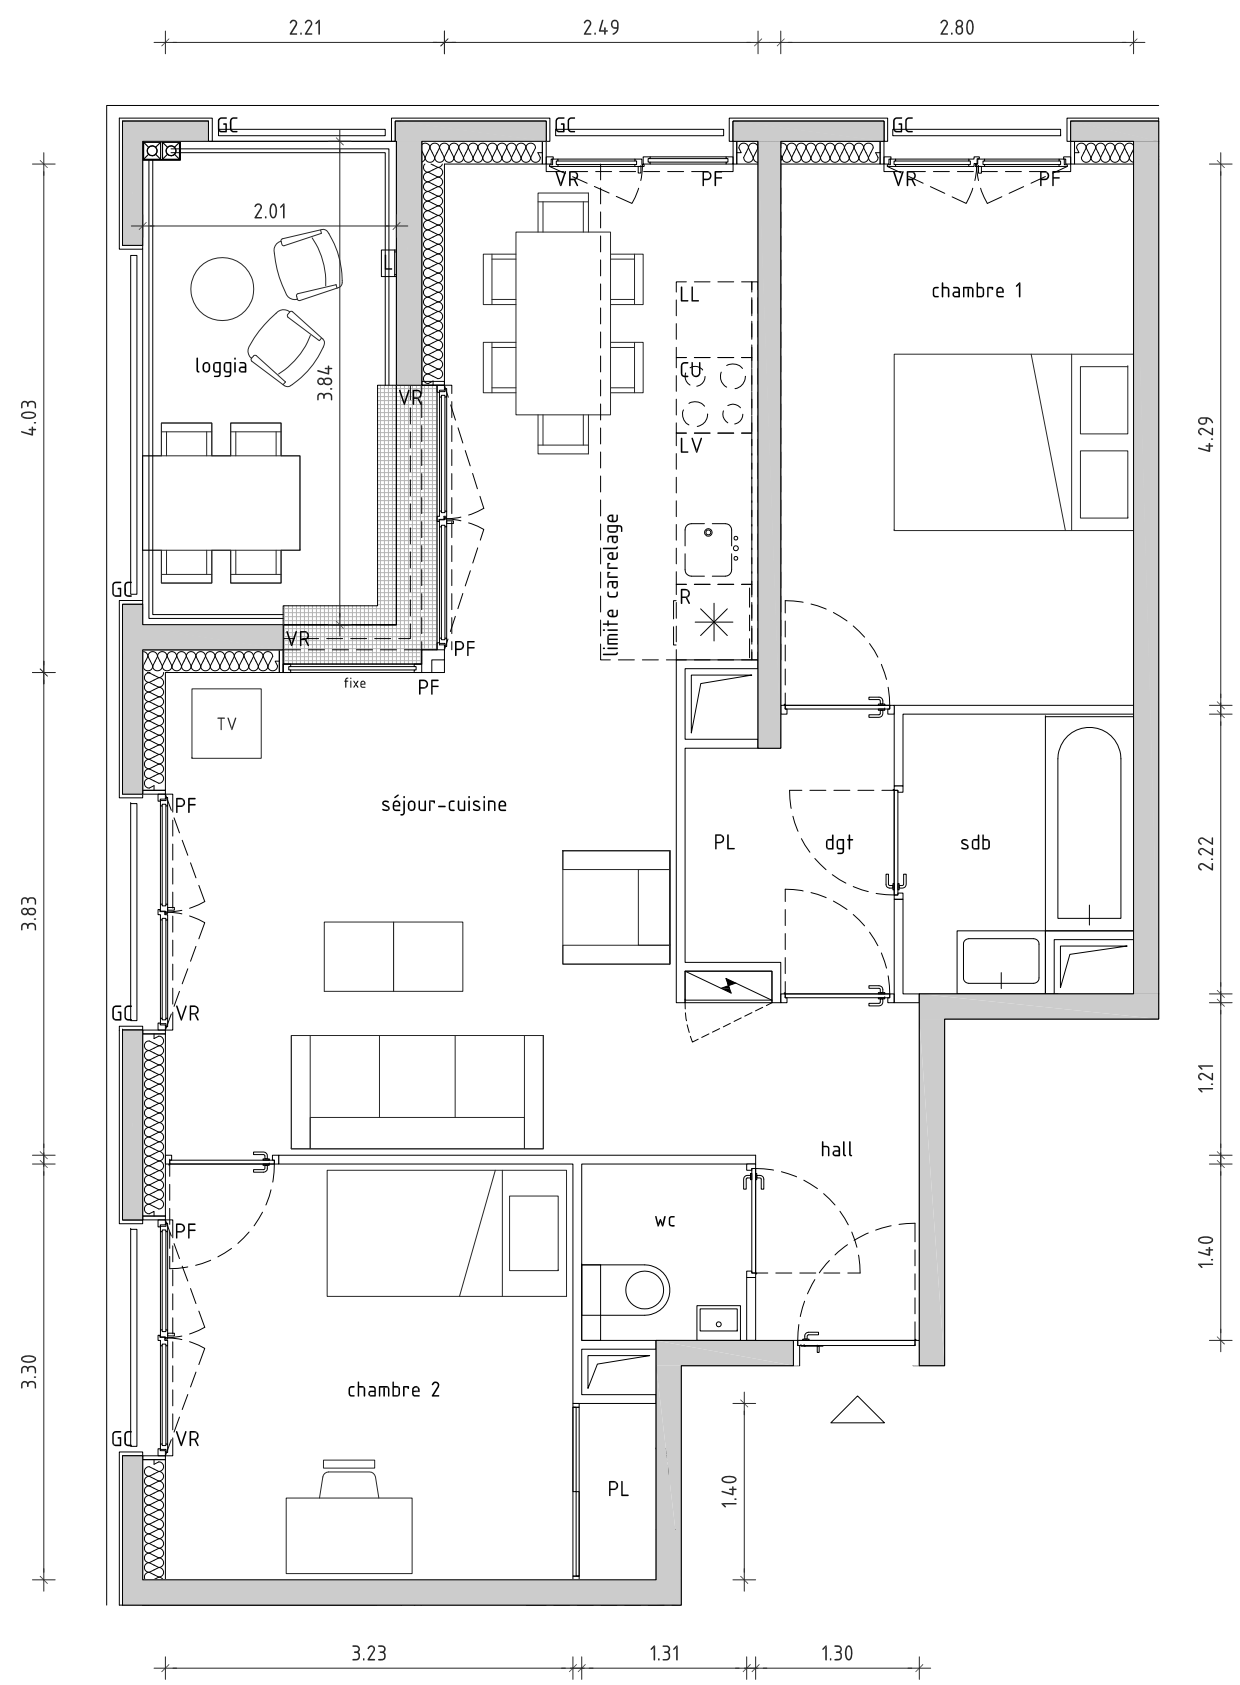 2.21 2.49 2.80
GC GC GC
VR PF VR PF
2.01
chambre 1
LL
loggia
3.84
CU
VR
4.03
4.29
LV
limite carrelage
GC
R
VR
PF
fixe
PF
TV
PF
séjour-cuisine
PL dgt sdb
2.22
3.83
GC VR
1.21
hall
PF
wc
1.40
3.30
chambre 2
GC VR
PL
1.40
3.23 1.31 1.30